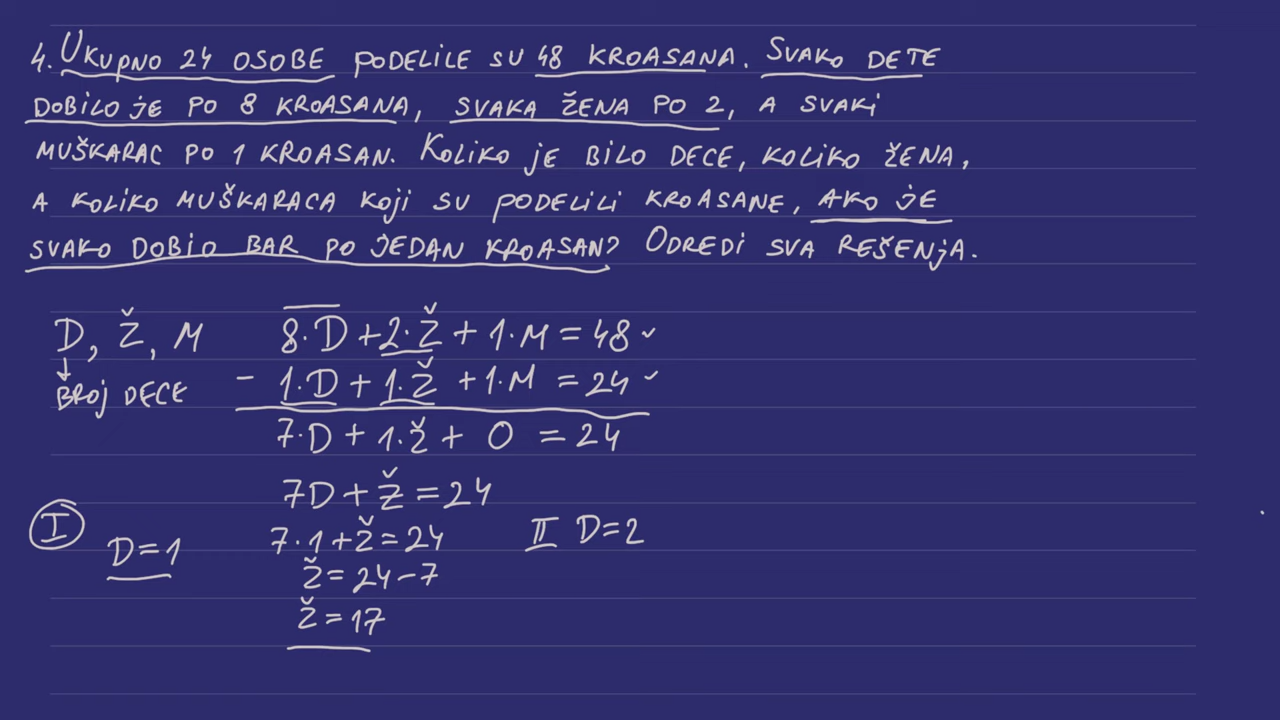 4. UKUPNO 24 OSOBE PODELILE SU 48 KROASANA. SVAKO DETE
DOBILO JE PO 8 KROASANA, SVAKA ŽENA PO 2, A SVAKI
MUŠKARAC PO 1 KROASAN. KOLIKO JE BILO DECE, KOLIKO ŽENA,
A KOLIKO MUŠKARACA KOJI SU PODELILI KROASANE, AKO JE
SVAKO DOBIO BAR PO JEDAN KROASAN? ODREDI SVA REŠENJA.
D, Ž, M
↓
BROJ DECE
8·D + 2·Ž + 1·M = 48 ✓
- 1·D + 1·Ž + 1·M = 24 ✓
7·D + 1·Ž + 0 = 24
7D + Ž = 24
I D=1
7·1 + Ž = 24
Ž = 24 - 7
Ž = 17
II D=2